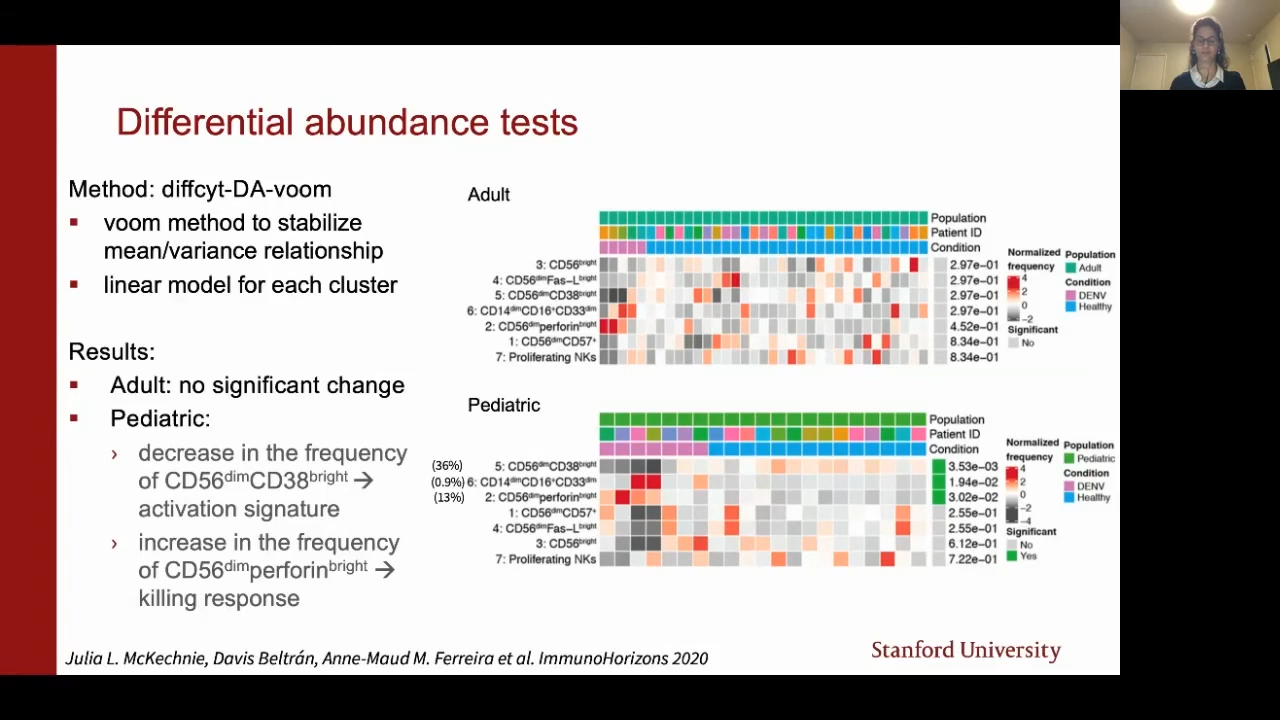 Differential abundance tests
Method: diffcyt-DA-voom
▪ voom method to stabilize
mean/variance relationship
▪ linear model for each cluster
Results:
▪ Adult: no significant change
▪ Pediatric:
› decrease in the frequency
of CD56dimCD38bright →
activation signature
› increase in the frequency
of CD56dimperforinbright →
killing response
Adult
Population
Patient ID
Condition
3: CD56bright 2.97e−01
4: CD56dimFas−Lbright 2.97e−01
5: CD56dimCD38bright 2.97e−01
6: CD14dimCD16+CD33dim 2.97e−01
2: CD56dimperforinbright 4.52e−01
1: CD56dimCD57+ 8.34e−01
7: Proliferating NKs 8.34e−01
Normalized
frequency
4
2
0
−2
Significant
No
Population
Adult
Condition
DENV
Healthy
Pediatric
Population
Patient ID
Condition
(36%) 5: CD56dimCD38bright 3.53e−03
(0.9%) 6: CD14dimCD16+CD33dim 1.94e−02
(13%) 2: CD56dimperforinbright 3.02e−02
1: CD56dimCD57+ 2.55e−01
4: CD56dimFas−Lbright 2.55e−01
3: CD56bright 6.12e−01
7: Proliferating NKs 7.22e−01
Normalized
frequency
4
2
0
−2
−4
Significant
No
Yes
Population
Pediatric
Condition
DENV
Healthy
Julia L. McKechnie, Davis Beltrán, Anne-Maud M. Ferreira et al. ImmunoHorizons 2020
Stanford University